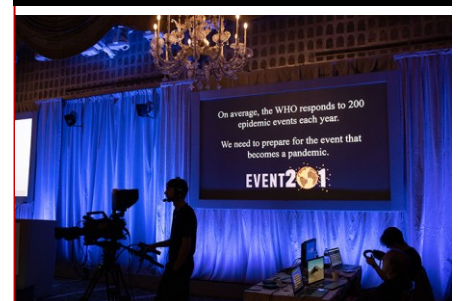 On average, the WHO responds to 200
epidemic events each year.
We need to prepare for the event that
becomes a pandemic.
EVENT201